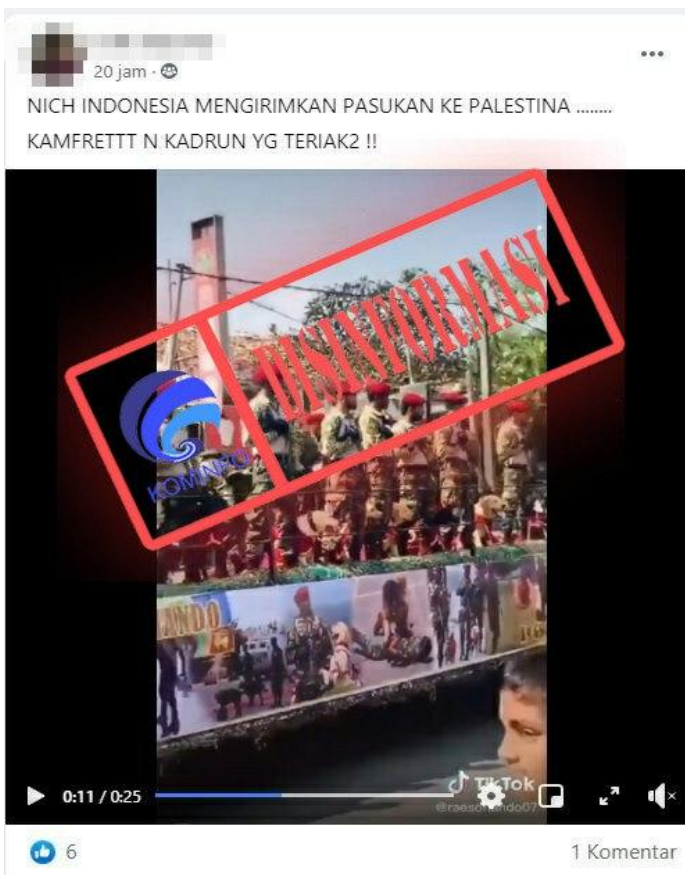 20 jam ·
NICH INDONESIA MENGIRIMKAN PASUKAN KE PALESTINA ........
KAMFRETTT N KADRUN YG TERIAK2 !!
DISINFORMASI
KOMINFO
ANDO
0:11 / 0:25
TikTok
6
1 Komentar